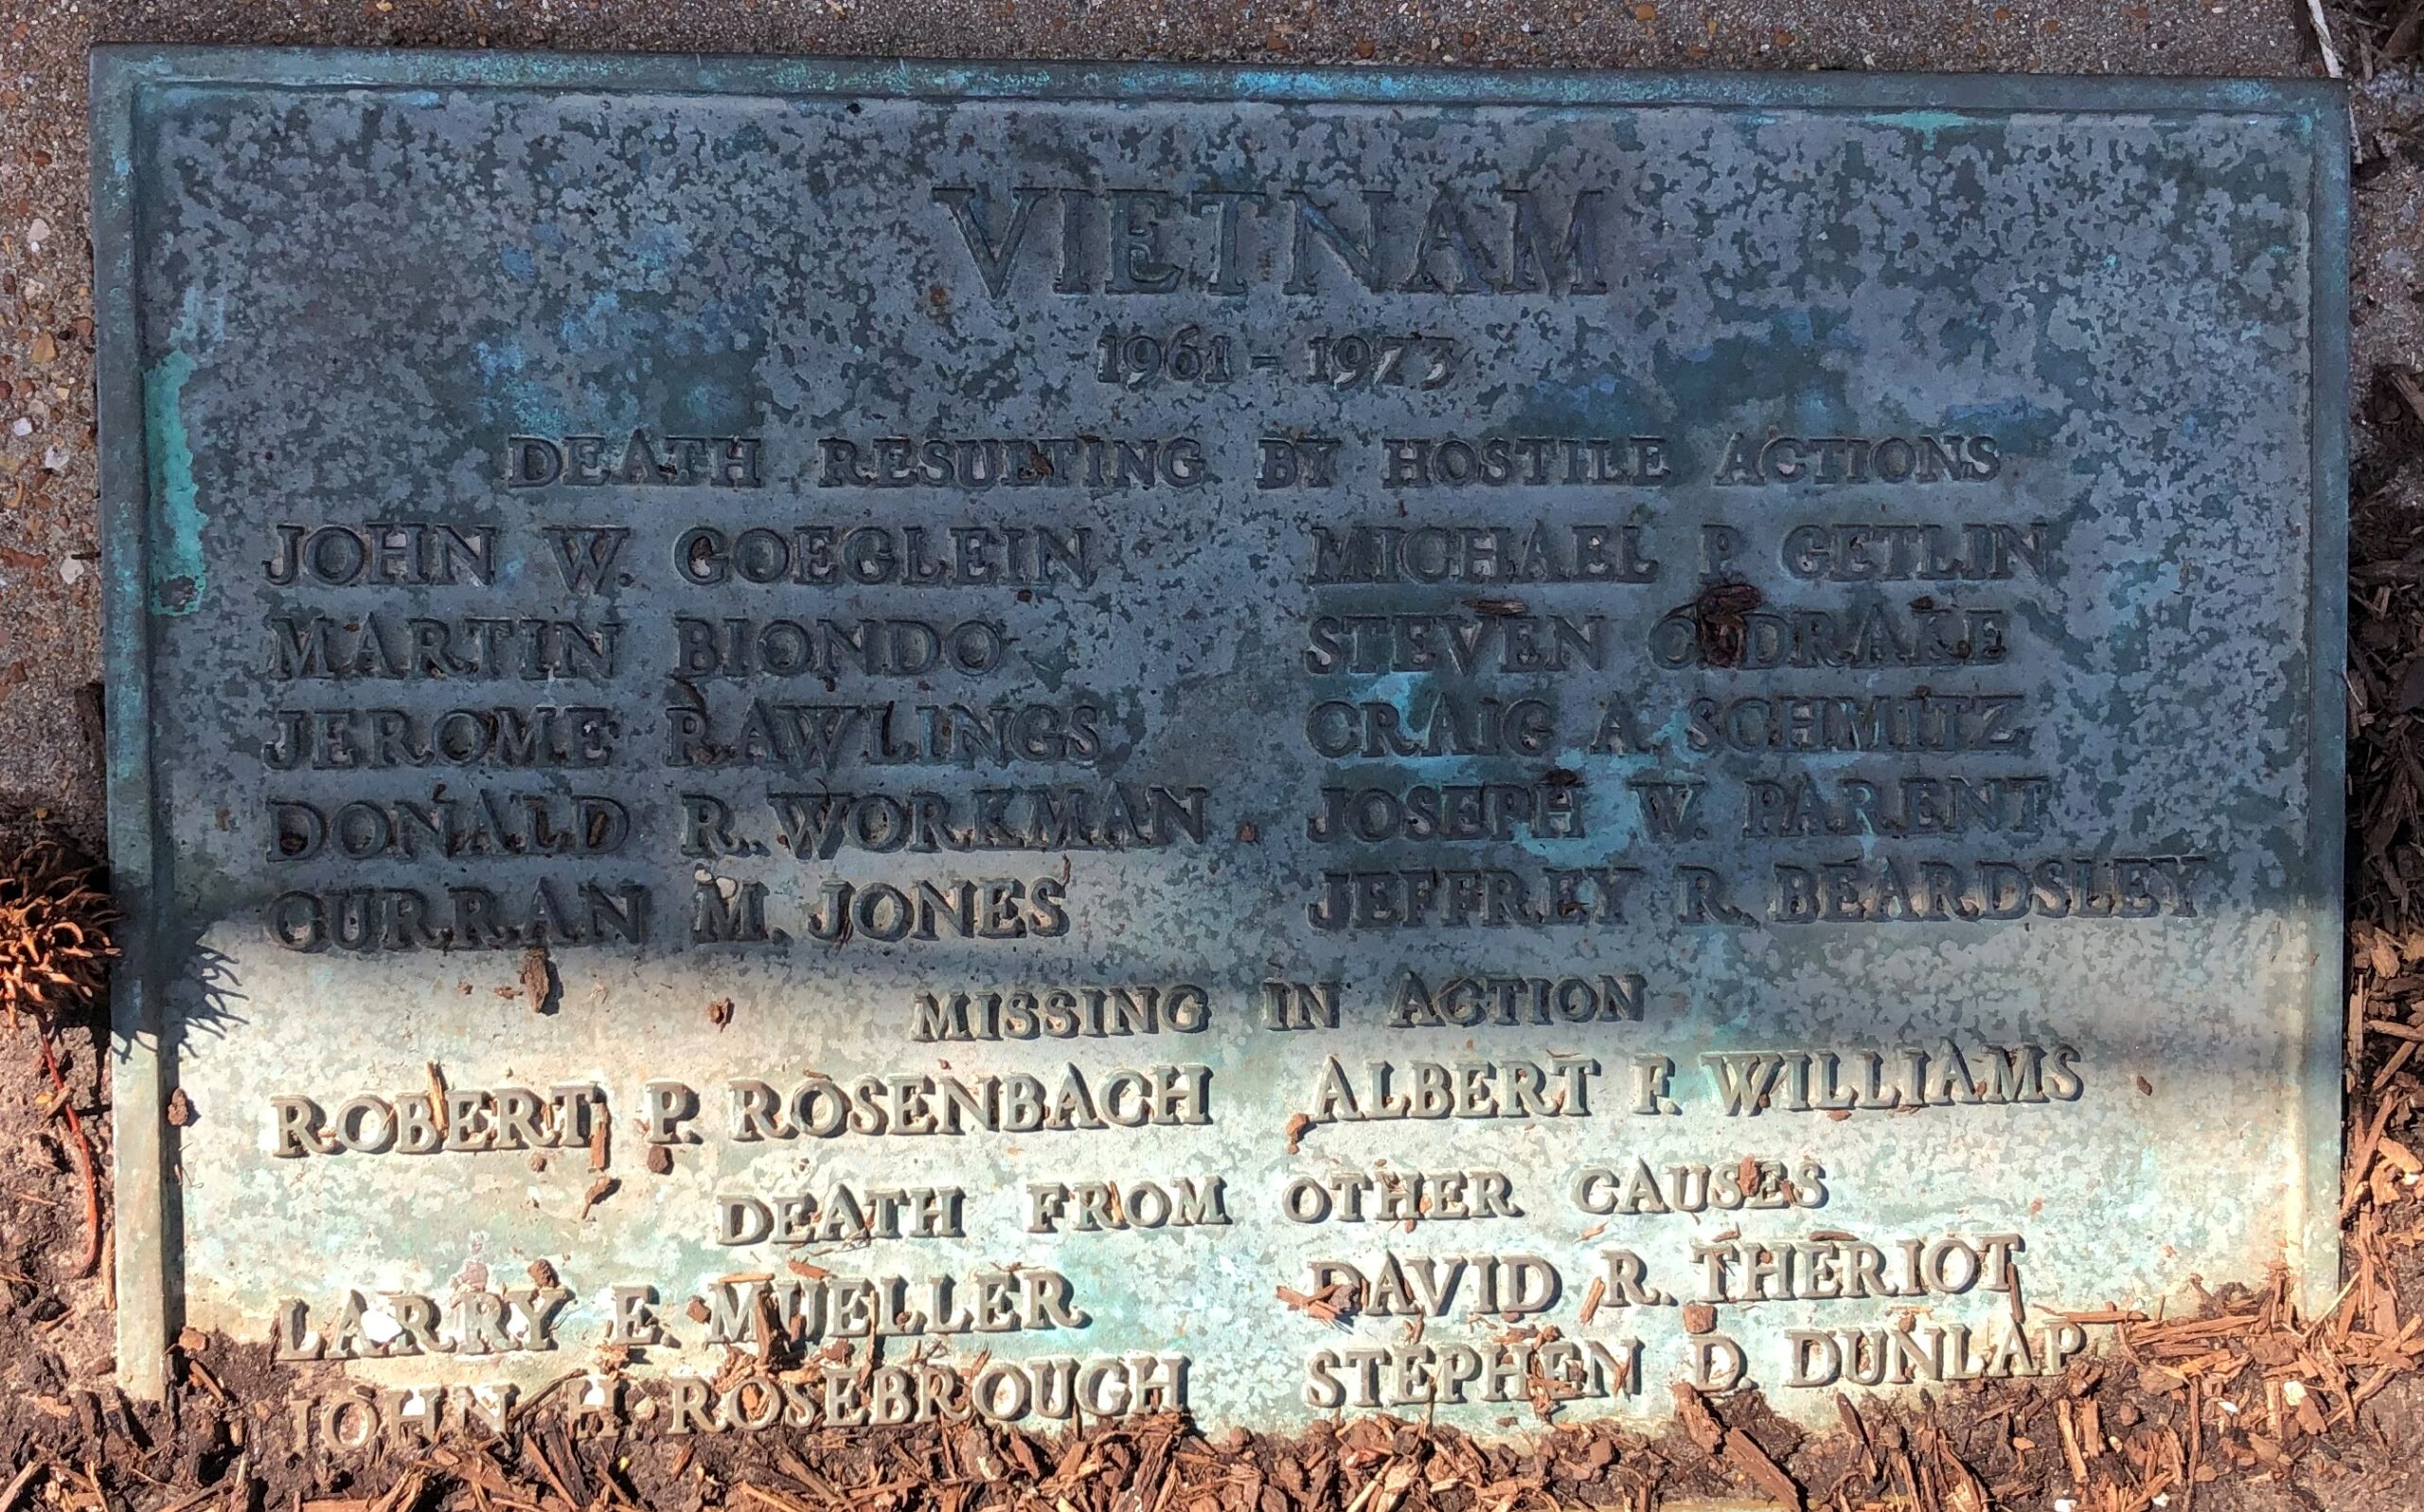 VIETNAM
1961 - 1973
DEATH RESULTING BY HOSTILE ACTIONS
JOHN W. GOEGLEIN MICHAEL P. GETLIN
MARTIN BIONDO STEVEN O. DRAKE
JEROME RAWLINGS CRAIG A. SCHMITZ
DONALD R. WORKMAN JOSEPH W. PARENT
CURRAN M. JONES JEFFREY R. BEARDSLEY
MISSING IN ACTION
ROBERT P. ROSENBACH ALBERT F. WILLIAMS
DEATH FROM OTHER CAUSES
LARRY E. MUELLER DAVID R. THERIOT
JOHN H. ROSEBROUGH STEPHEN D. DUNLAP